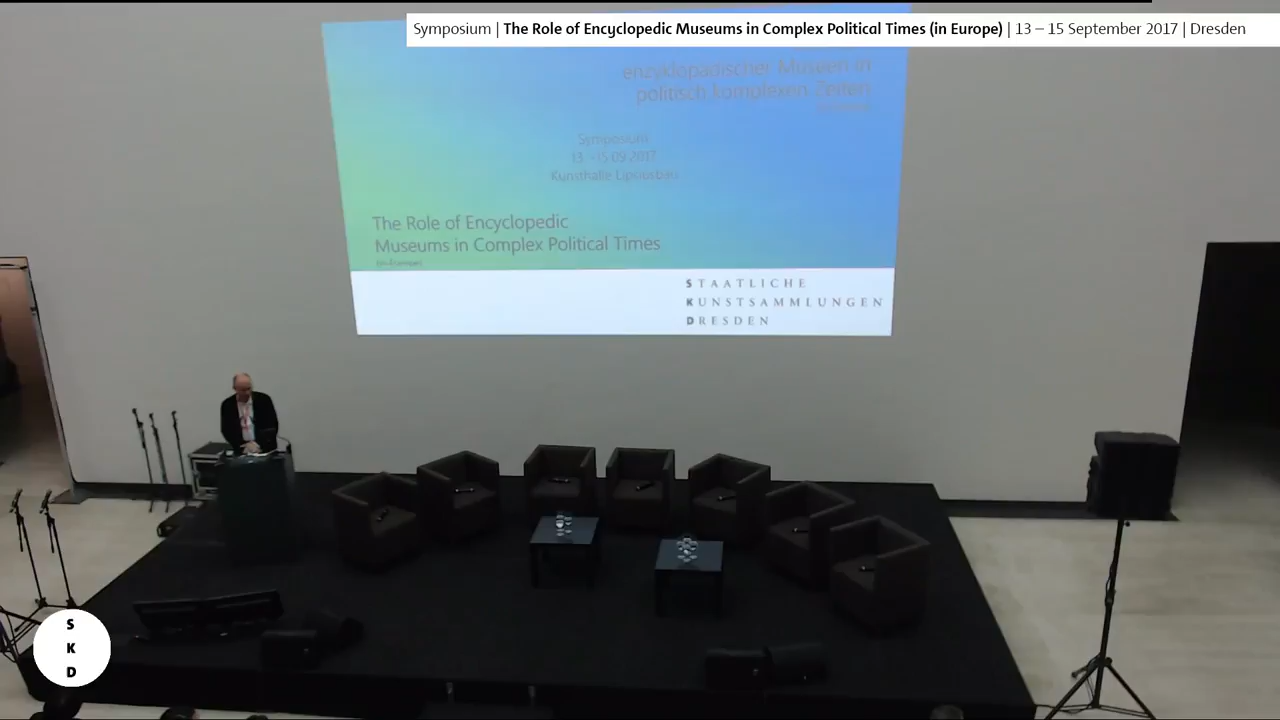 Symposium | The Role of Encyclopedic Museums in Complex Political Times (in Europe) | 13 – 15 September 2017 | Dresden
enzyklopädischer Museen in
politisch komplexen Zeiten
Symposium
13. -15.09.2017
Kunsthalle Lipsiusbau
The Role of Encyclopedic
Museums in Complex Political Times
(in Europe)
STAATLICHE
KUNSTSAMMLUNGEN
DRESDEN
S
K
D